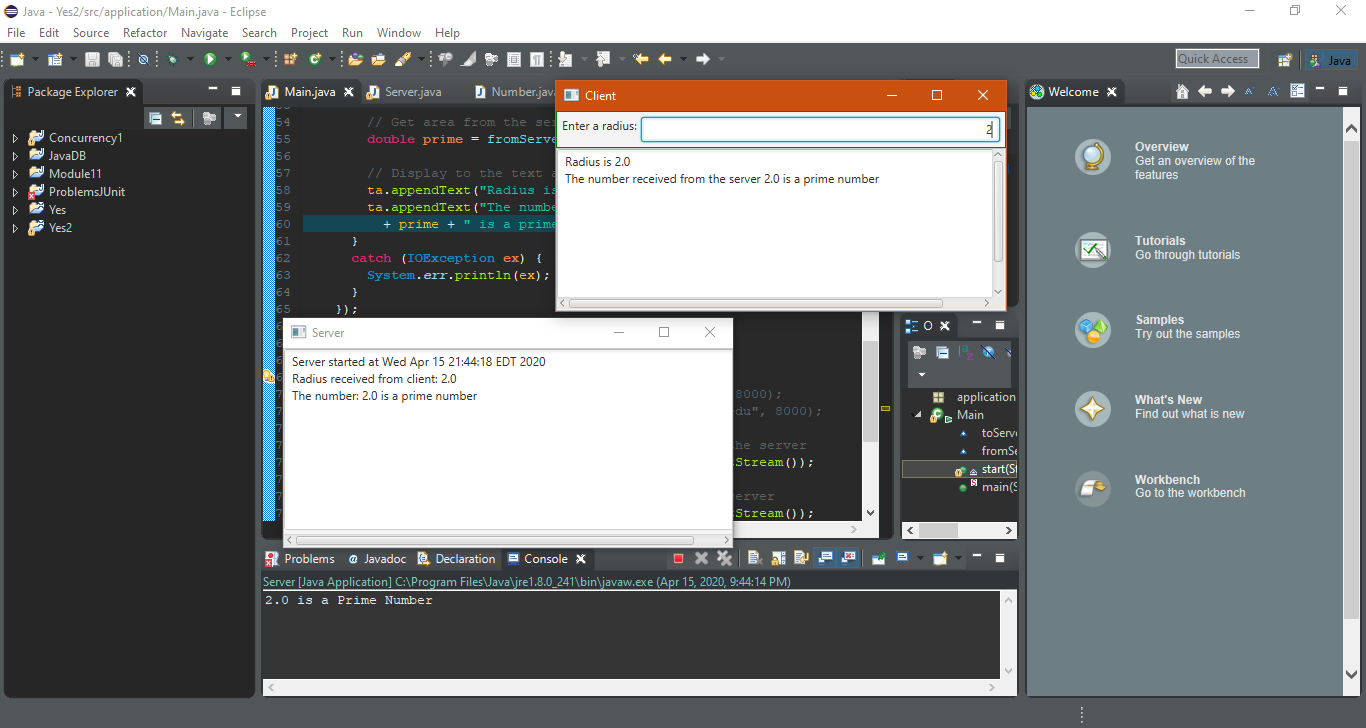 Java - Yes2/src/application/Main.java - Eclipse
File Edit Source Refactor Navigate Search Project Run Window Help
Quick Access
Java
Package Explorer
Concurrency1
JavaDB
Module11
ProblemsJUnit
Yes
Yes2
Main.java
Server.java
Number.jav
54 // Get area from the se
55 double prime = fromServe
56
57 // Display to the text a
58 ta.appendText("Radius is
59 ta.appendText("The numbe
60 + prime + " is a prime
61 }
62 catch (IOException ex) {
63 System.err.println(ex);
64 }
65 });
8000);
du", 8000);
he server
Stream());
erver
Stream());
Client
Enter a radius:
2
Radius is 2.0
The number received from the server 2.0 is a prime number
Server
Server started at Wed Apr 15 21:44:18 EDT 2020
Radius received from client: 2.0
The number: 2.0 is a prime number
O
application
Main
toServ
fromSe
start(St
main(S
Problems
Javadoc
Declaration
Console
Server [Java Application] C:\Program Files\Java\jre1.8.0_241\bin\javaw.exe (Apr 15, 2020, 9:44:14 PM)
2.0 is a Prime Number
Welcome
Overview
Get an overview of the
features
Tutorials
Go through tutorials
Samples
Try out the samples
What's New
Find out what is new
Workbench
Go to the workbench